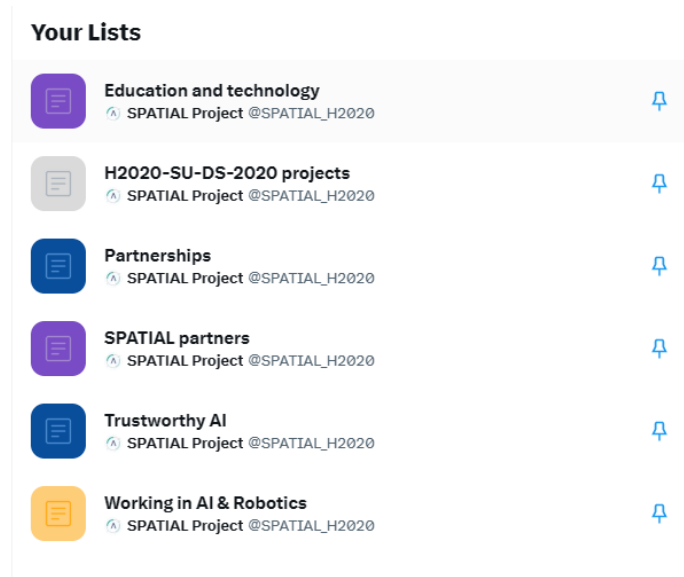 Your Lists
Education and technology
SPATIAL Project @SPATIAL_H2020
H2020-SU-DS-2020 projects
SPATIAL Project @SPATIAL_H2020
Partnerships
SPATIAL Project @SPATIAL_H2020
SPATIAL partners
SPATIAL Project @SPATIAL_H2020
Trustworthy AI
SPATIAL Project @SPATIAL_H2020
Working in AI & Robotics
SPATIAL Project @SPATIAL_H2020